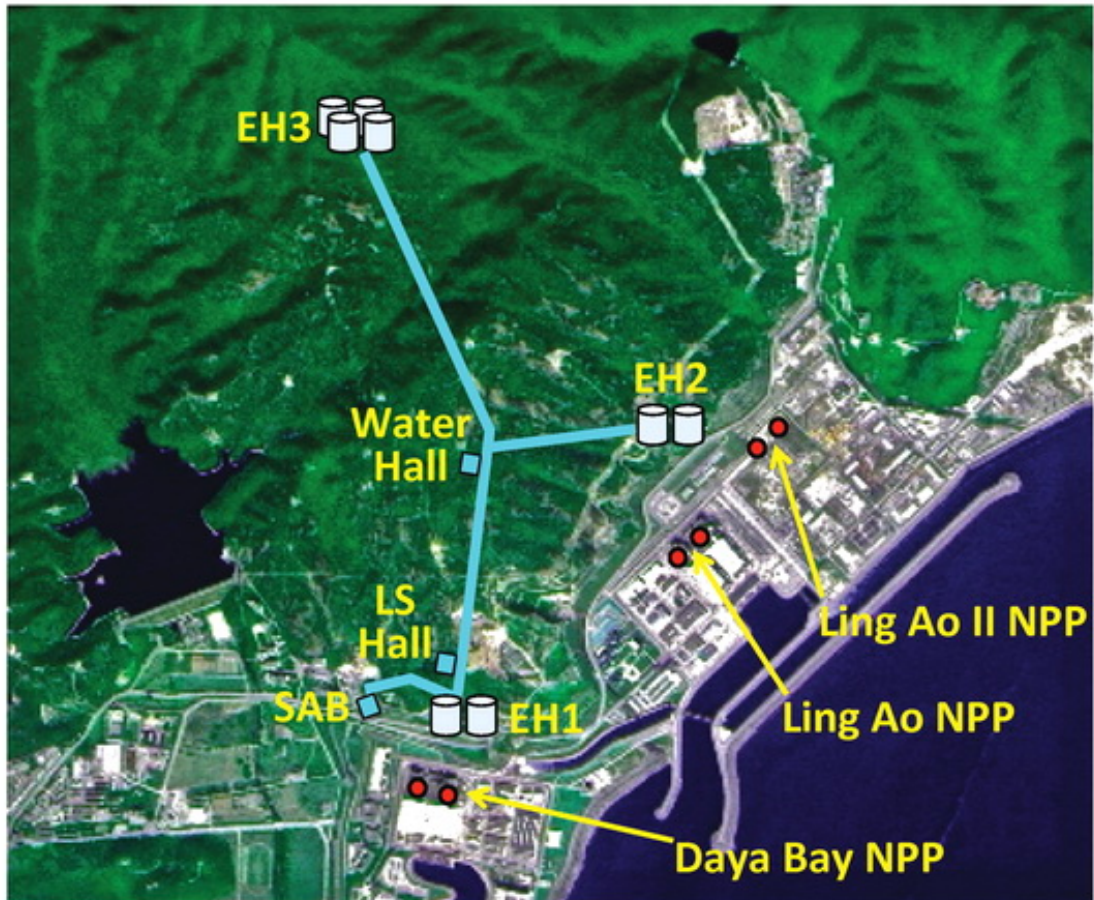 EH3
EH2
Water
Hall
LS
Hall
Ling Ao II NPP
SAB
EH1
Ling Ao NPP
Daya Bay NPP